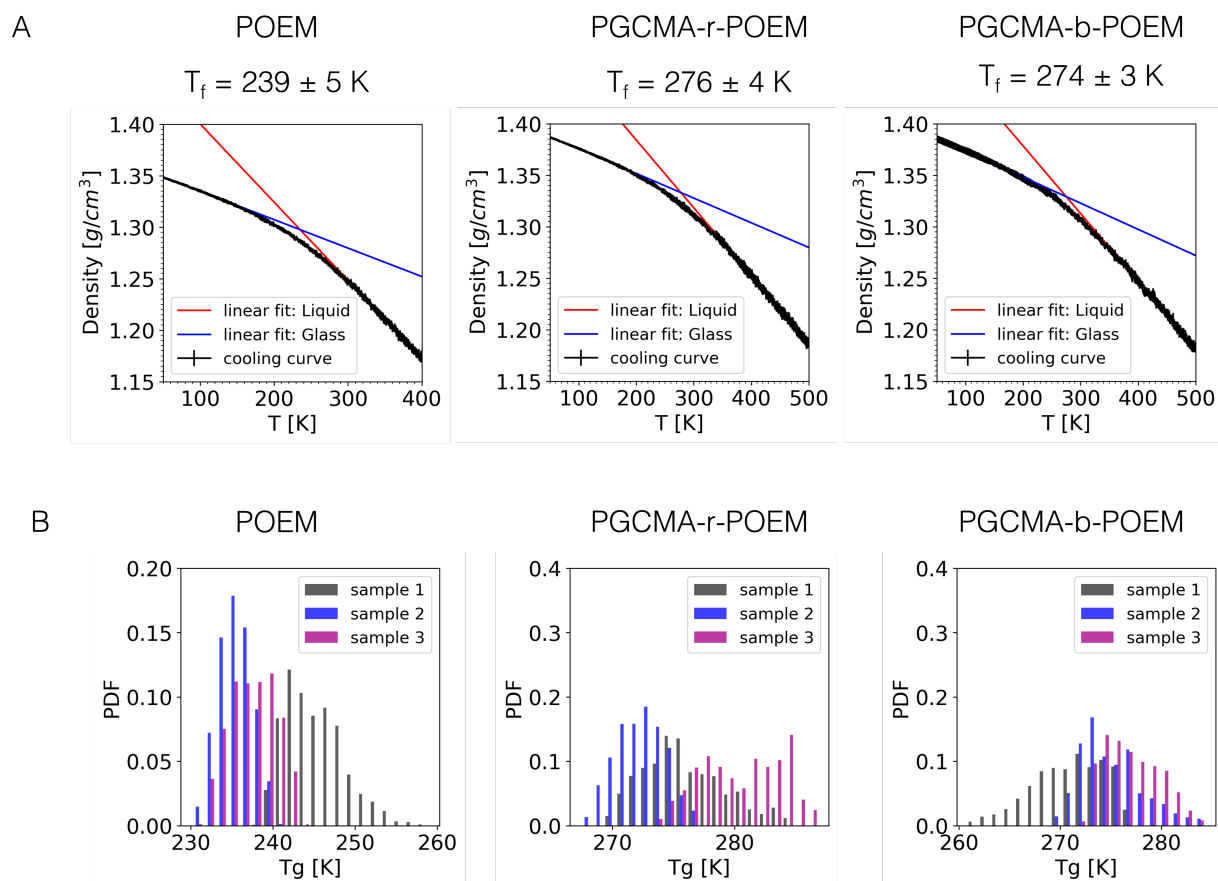 A
POEM
PGCMA-r-POEM
PGCMA-b-POEM
T_f = 239 ± 5 K
T_f = 276 ± 4 K
T_f = 274 ± 3 K
1.40
1.35
1.30
1.25
1.20
1.15
Density [g/cm³]
linear fit: Liquid
linear fit: Glass
cooling curve
100
200
300
400
T [K]
1.40
1.35
1.30
1.25
1.20
1.15
Density [g/cm³]
linear fit: Liquid
linear fit: Glass
cooling curve
100
200
300
400
500
T [K]
1.40
1.35
1.30
1.25
1.20
1.15
Density [g/cm³]
linear fit: Liquid
linear fit: Glass
cooling curve
100
200
300
400
500
T [K]
B
POEM
PGCMA-r-POEM
PGCMA-b-POEM
0.20
0.15
0.10
0.05
0.00
PDF
sample 1
sample 2
sample 3
230
240
250
260
Tg [K]
0.4
0.3
0.2
0.1
0.0
PDF
sample 1
sample 2
sample 3
270
280
Tg [K]
0.4
0.3
0.2
0.1
0.0
PDF
sample 1
sample 2
sample 3
260
270
280
Tg [K]